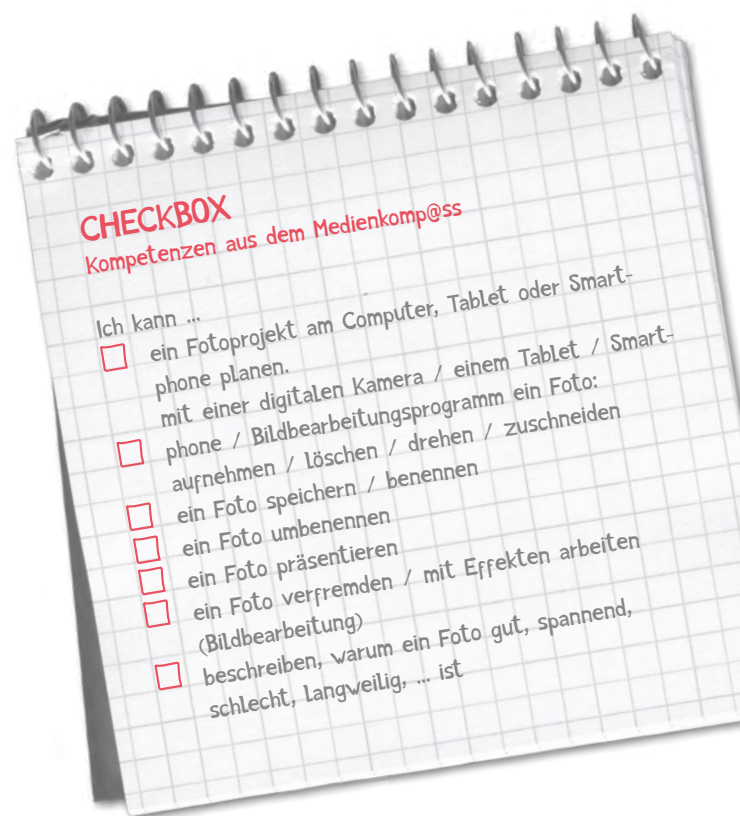 CHECKBOX
Kompetenzen aus dem Medienkomp@ss
Ich kann ...
ein Fotoprojekt am Computer, Tablet oder Smart-
phone planen.
mit einer digitalen Kamera / einem Tablet / Smart-
phone / Bildbearbeitungsprogramm ein Foto:
aufnehmen / löschen / drehen / zuschneiden
ein Foto speichern / benennen
ein Foto umbenennen
ein Foto präsentieren
ein Foto verfremden / mit Effekten arbeiten
(Bildbearbeitung)
beschreiben, warum ein Foto gut, spannend,
schlecht, langweilig, ... ist